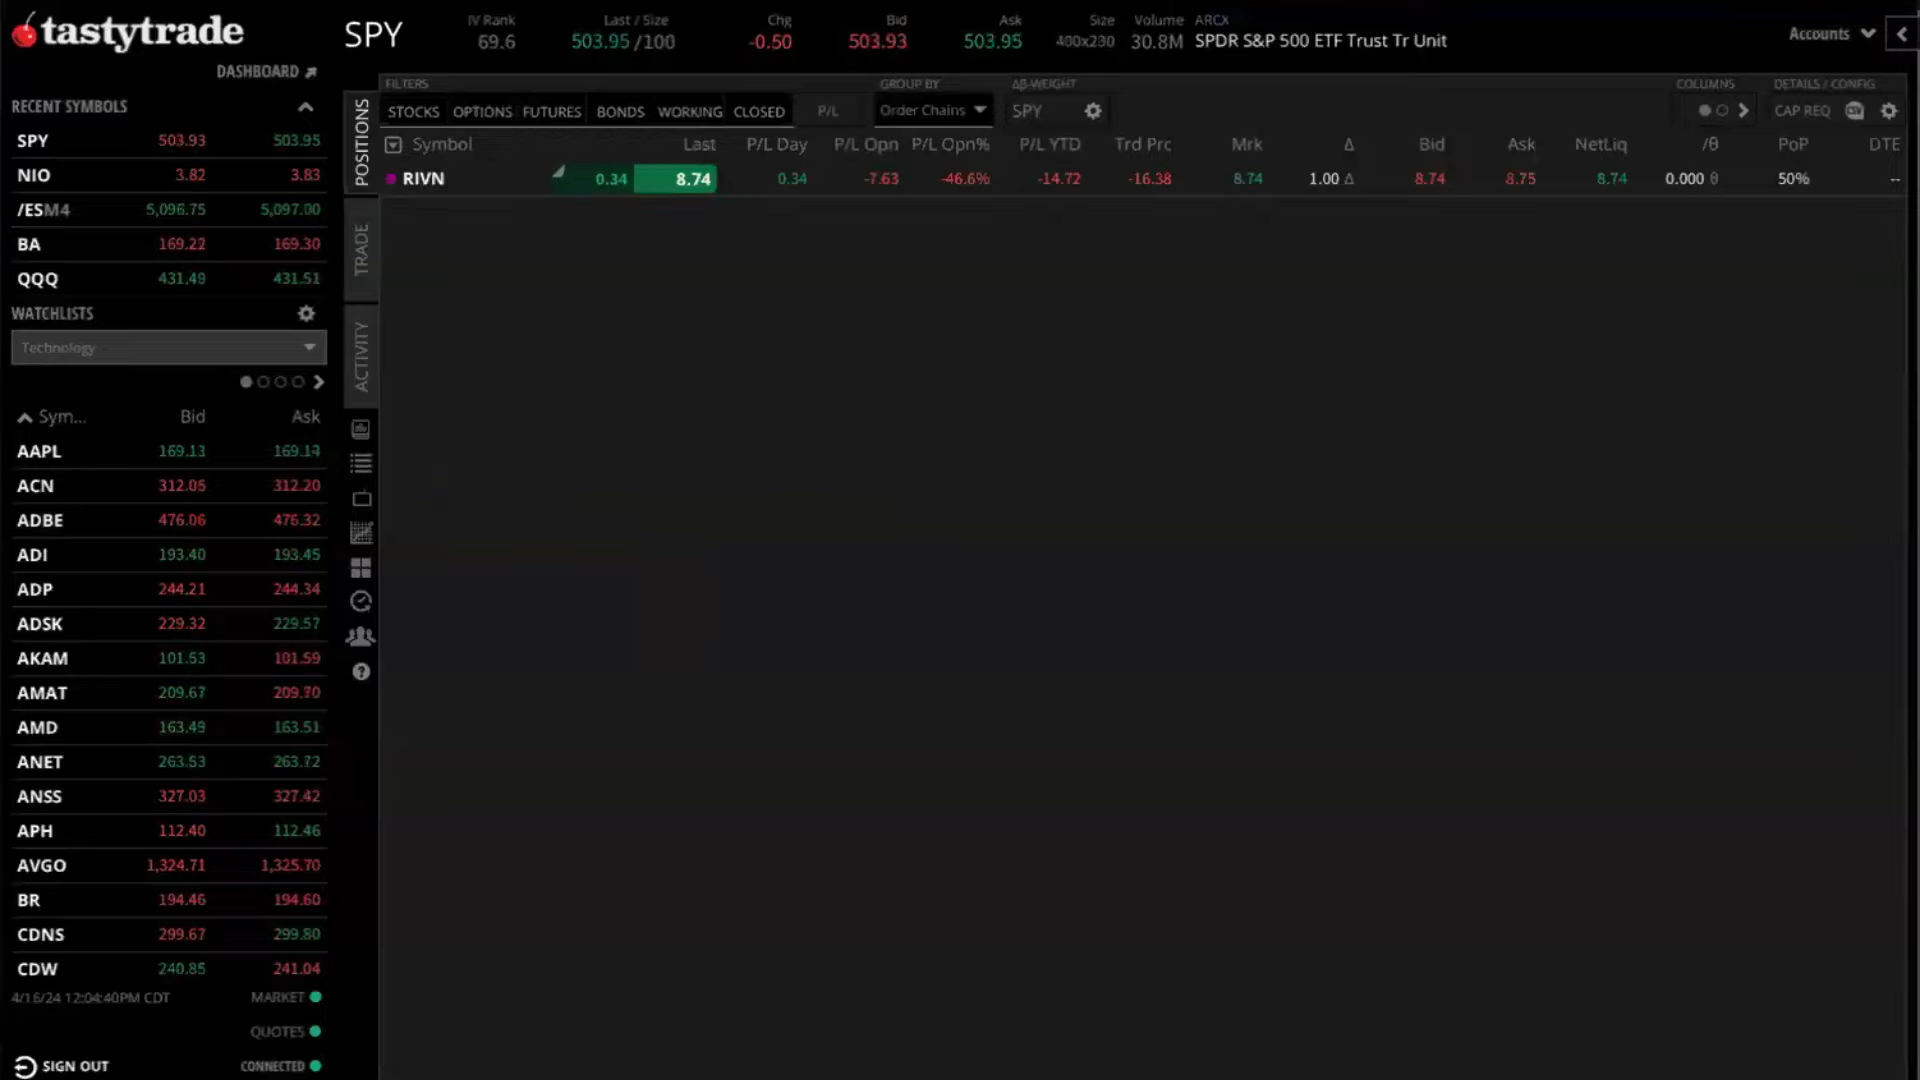 tastytrade
DASHBOARD
RECENT SYMBOLS
SPY 503.93 503.95
NIO 3.82 3.83
/ESM4 5,096.75 5,097.00
BA 169.22 169.30
QQQ 431.49 431.51
WATCHLISTS
Technology
Sym... Bid Ask
AAPL 169.13 169.14
ACN 312.05 312.20
ADBE 476.06 476.32
ADI 193.40 193.45
ADP 244.21 244.34
ADSK 229.32 229.57
AKAM 101.53 101.59
AMAT 209.67 209.70
AMD 163.49 163.51
ANET 263.53 263.72
ANSS 327.03 327.42
APH 112.40 112.46
AVGO 1,324.71 1,325.70
BR 194.46 194.60
CDNS 299.67 299.80
CDW 240.85 241.04
4/16/24 12:04:40PM CDT MARKET
QUOTES
SIGN OUT CONNECTED
SPY
IV Rank Last / Size Chg Bid Ask Size Volume ARCX
69.6 503.95 /100 -0.50 503.93 503.95 400x230 30.8M SPDR S&P 500 ETF Trust Tr Unit
Accounts
POSITIONS
TRADE
ACTIVITY
FILTERS GROUP BY Δβ-WEIGHT COLUMNS DETAILS / CONFIG
STOCKS OPTIONS FUTURES BONDS WORKING CLOSED P/L Order Chains SPY CAP REQ CSV
Symbol Last P/L Day P/L Opn P/L Opn% P/L YTD Trd Prc Mrk Δ Bid Ask NetLiq /θ PoP DTE
RIVN 0.34 8.74 0.34 -7.63 -46.6% -14.72 -16.38 8.74 1.00 Δ 8.74 8.75 8.74 0.000 θ 50% --